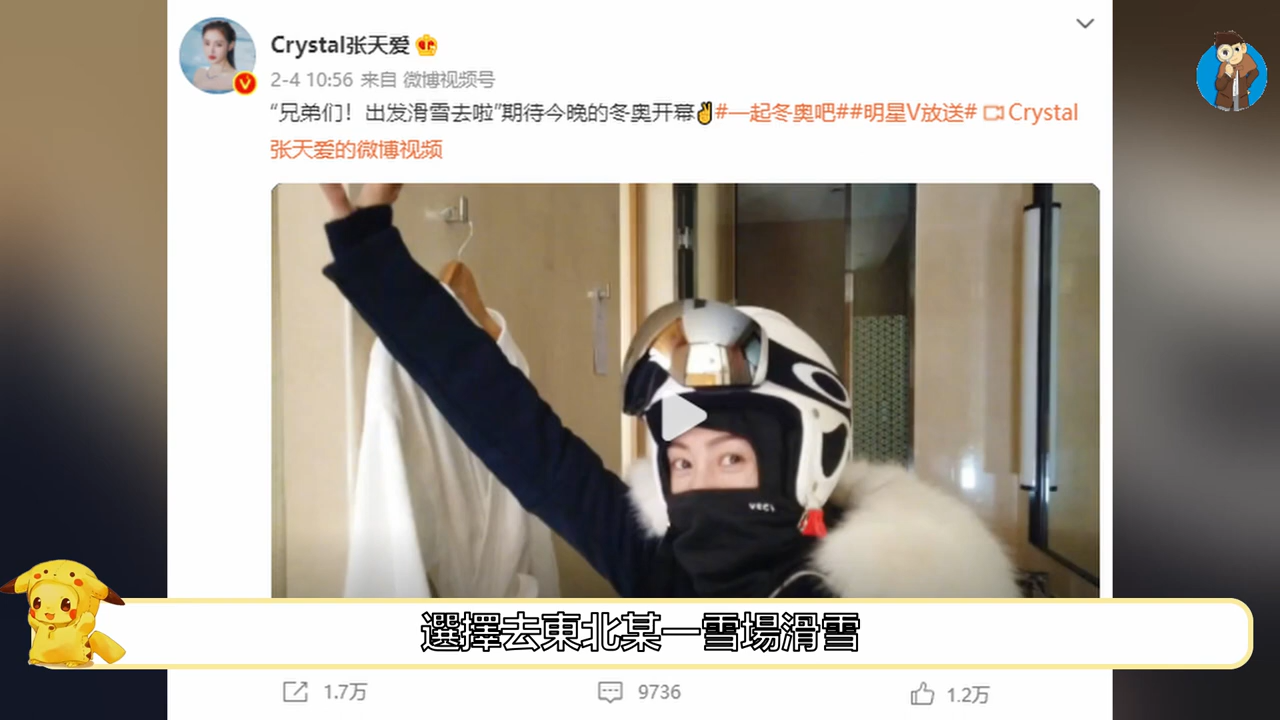 Crystal张天爱
2-4 10:56 来自 微博视频号
“兄弟们！出发滑雪去啦”期待今晚的冬奥开幕✌#一起冬奥吧##明星V放送# Crystal
张天爱的微博视频
選擇去東北某一雪場滑雪
1.7万
9736
1.2万